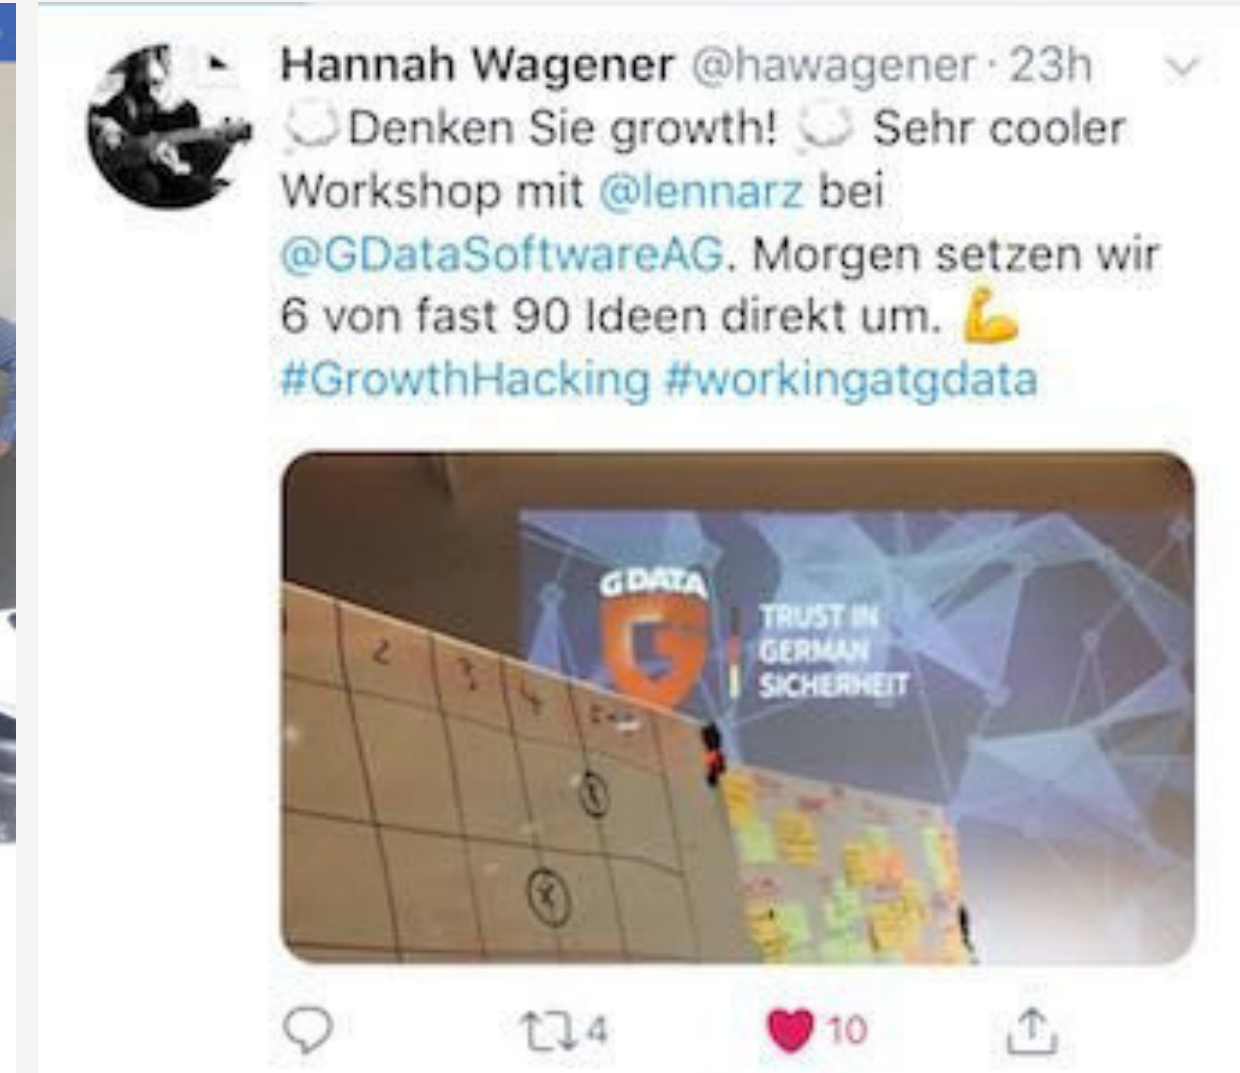 Hannah Wagener @hawagener · 23h
💭Denken Sie growth! 💭 Sehr cooler
Workshop mit @lennarz bei
@GDataSoftwareAG. Morgen setzen wir
6 von fast 90 Ideen direkt um. 💪
#GrowthHacking #workingatgdata
G DATA
G
TRUST IN
GERMAN
SICHERHEIT
2
3
4
4
10